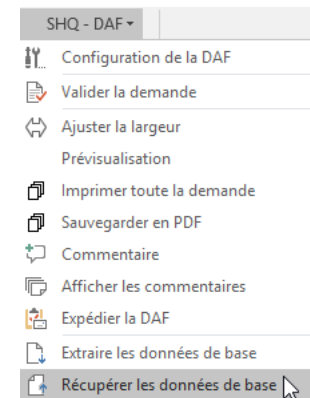 SHQ - DAF
Configuration de la DAF
Valider la demande
Ajuster la largeur
Prévisualisation
Imprimer toute la demande
Sauvegarder en PDF
Commentaire
Afficher les commentaires
Expédier la DAF
Extraire les données de base
Récupérer les données de base